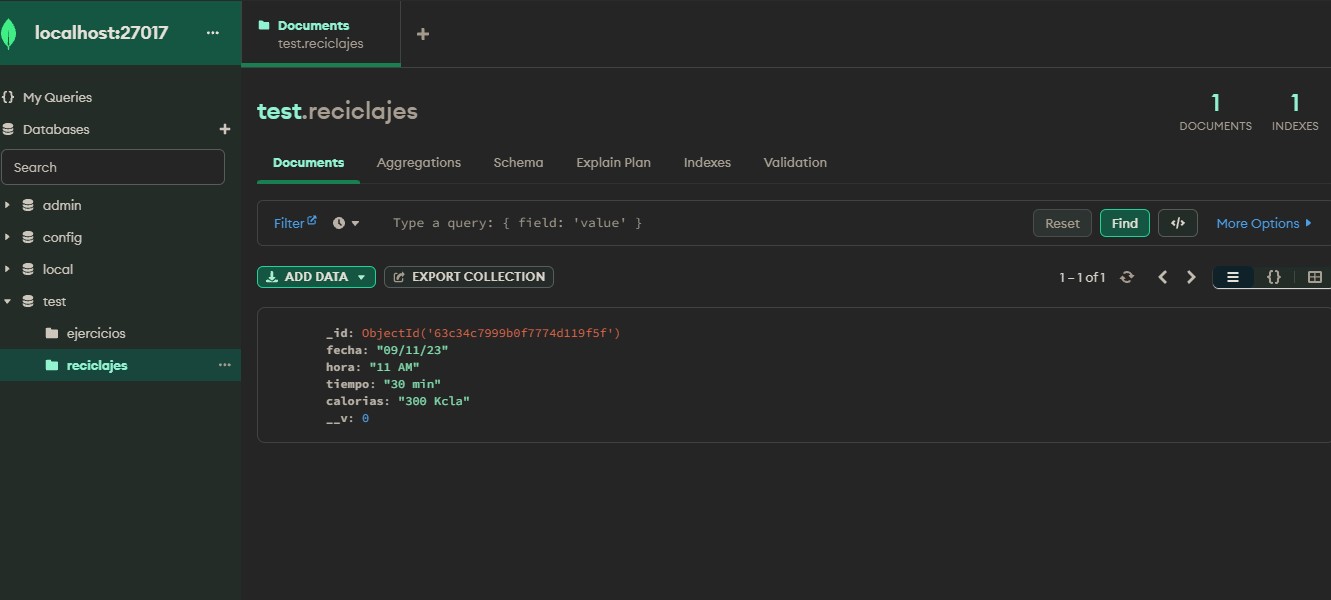 localhost:27017 ...
Documents
test.reciclajes
{} My Queries
Databases +
Search
admin
config
local
test
ejercicios
reciclajes ...
test.reciclajes
1
DOCUMENTS
1
INDEXES
Documents Aggregations Schema Explain Plan Indexes Validation
Filter Type a query: { field: 'value' } Reset Find </> More Options
ADD DATA EXPORT COLLECTION 1 – 1 of 1 {}
_id: ObjectId('63c34c7999b0f7774d119f5f')
fecha: "09/11/23"
hora: "11 AM"
tiempo: "30 min"
calorias: "300 Kcla"
__v: 0